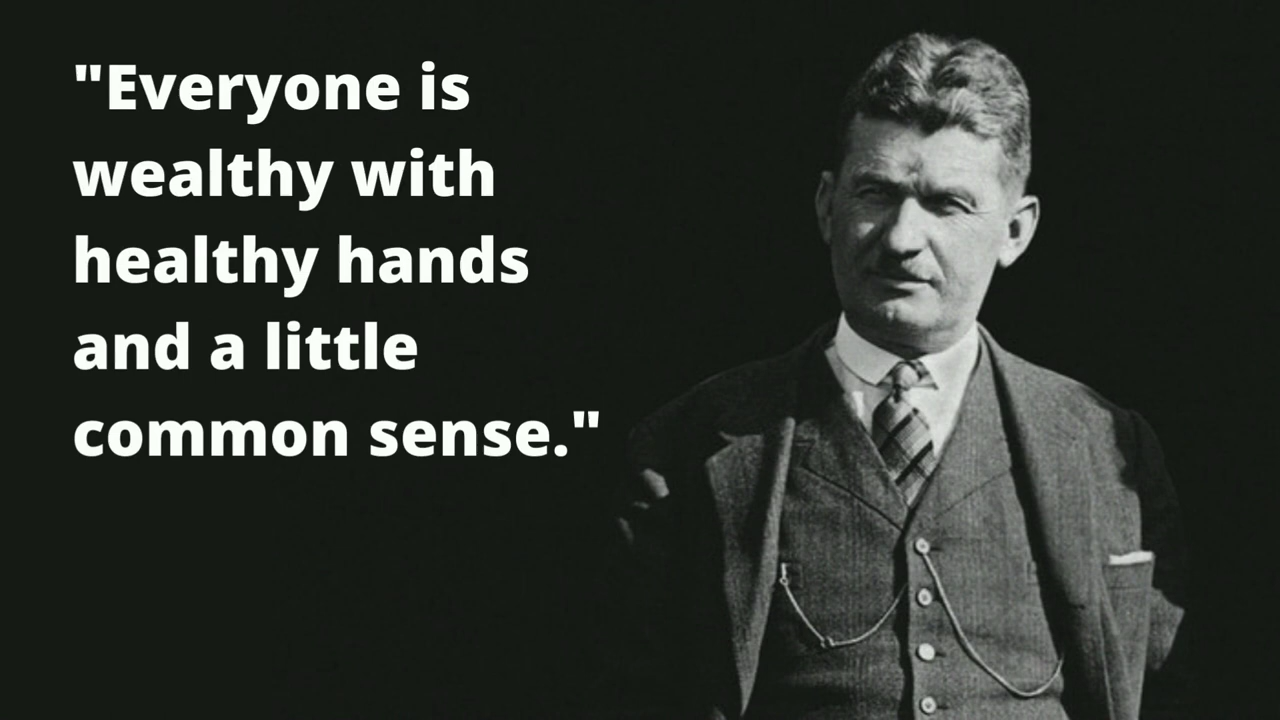 "Everyone is
wealthy with
healthy hands
and a little
common sense."